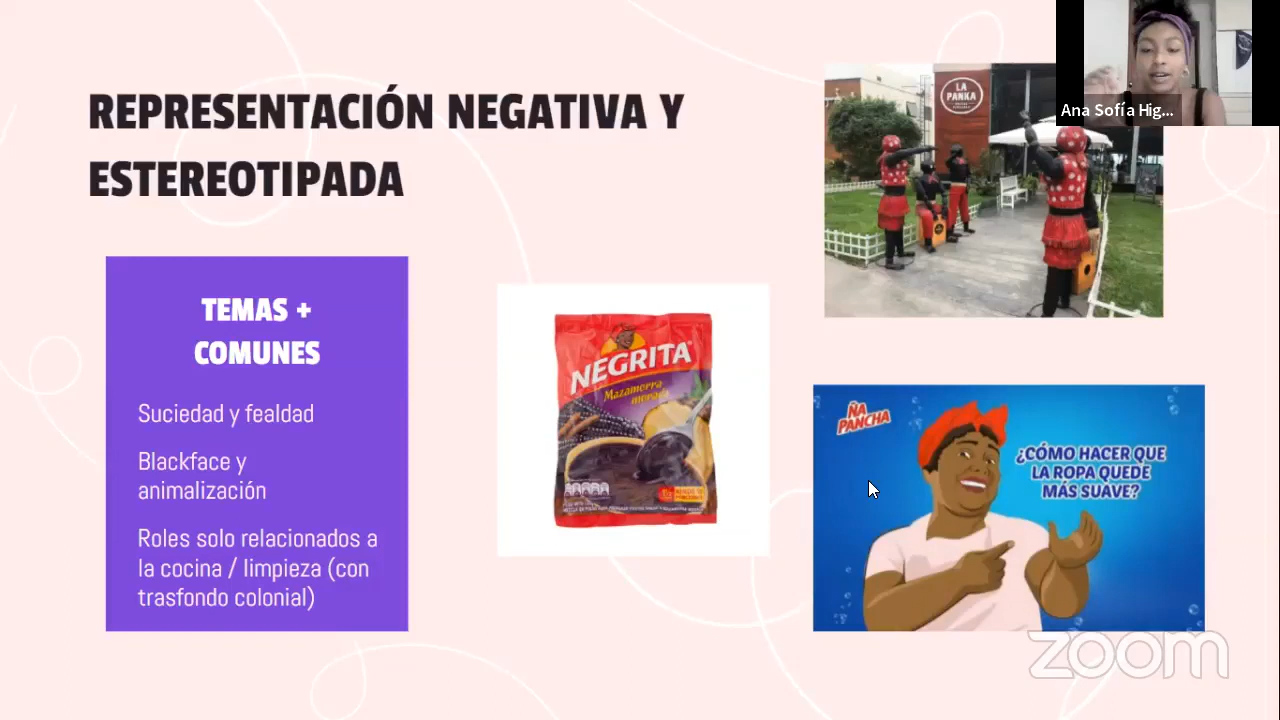 REPRESENTACIÓN NEGATIVA Y
ESTEREOTIPADA
TEMAS +
COMUNES
Suciedad y fealdad
Blackface y
animalización
Roles solo relacionados a
la cocina / limpieza (con
trasfondo colonial)
NEGRITA
Mazamorra
morada
LA
PANKA
Ana Sofía Hig...
ÑA
PANCHA
¿CÓMO HACER QUE
LA ROPA QUEDE
MÁS SUAVE?
zoom